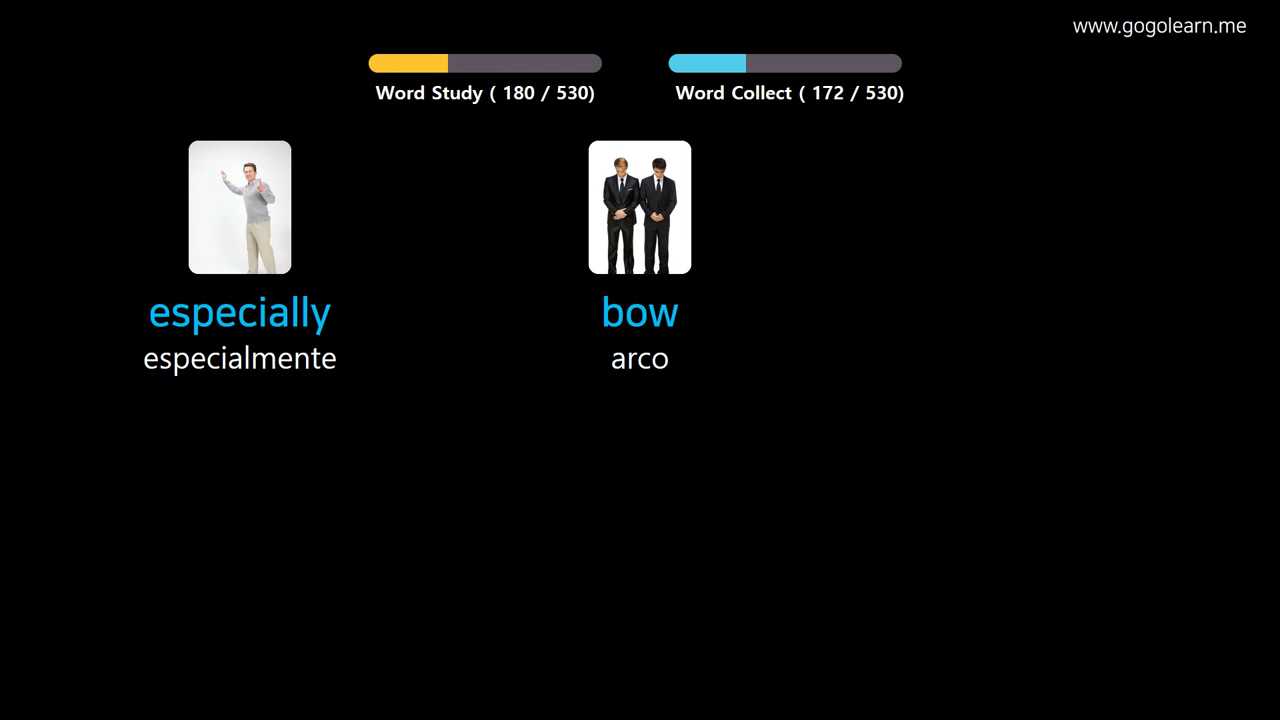 www.gogolearn.me
Word Study ( 180 / 530)
Word Collect ( 172 / 530)
especially
especialmente
bow
arco